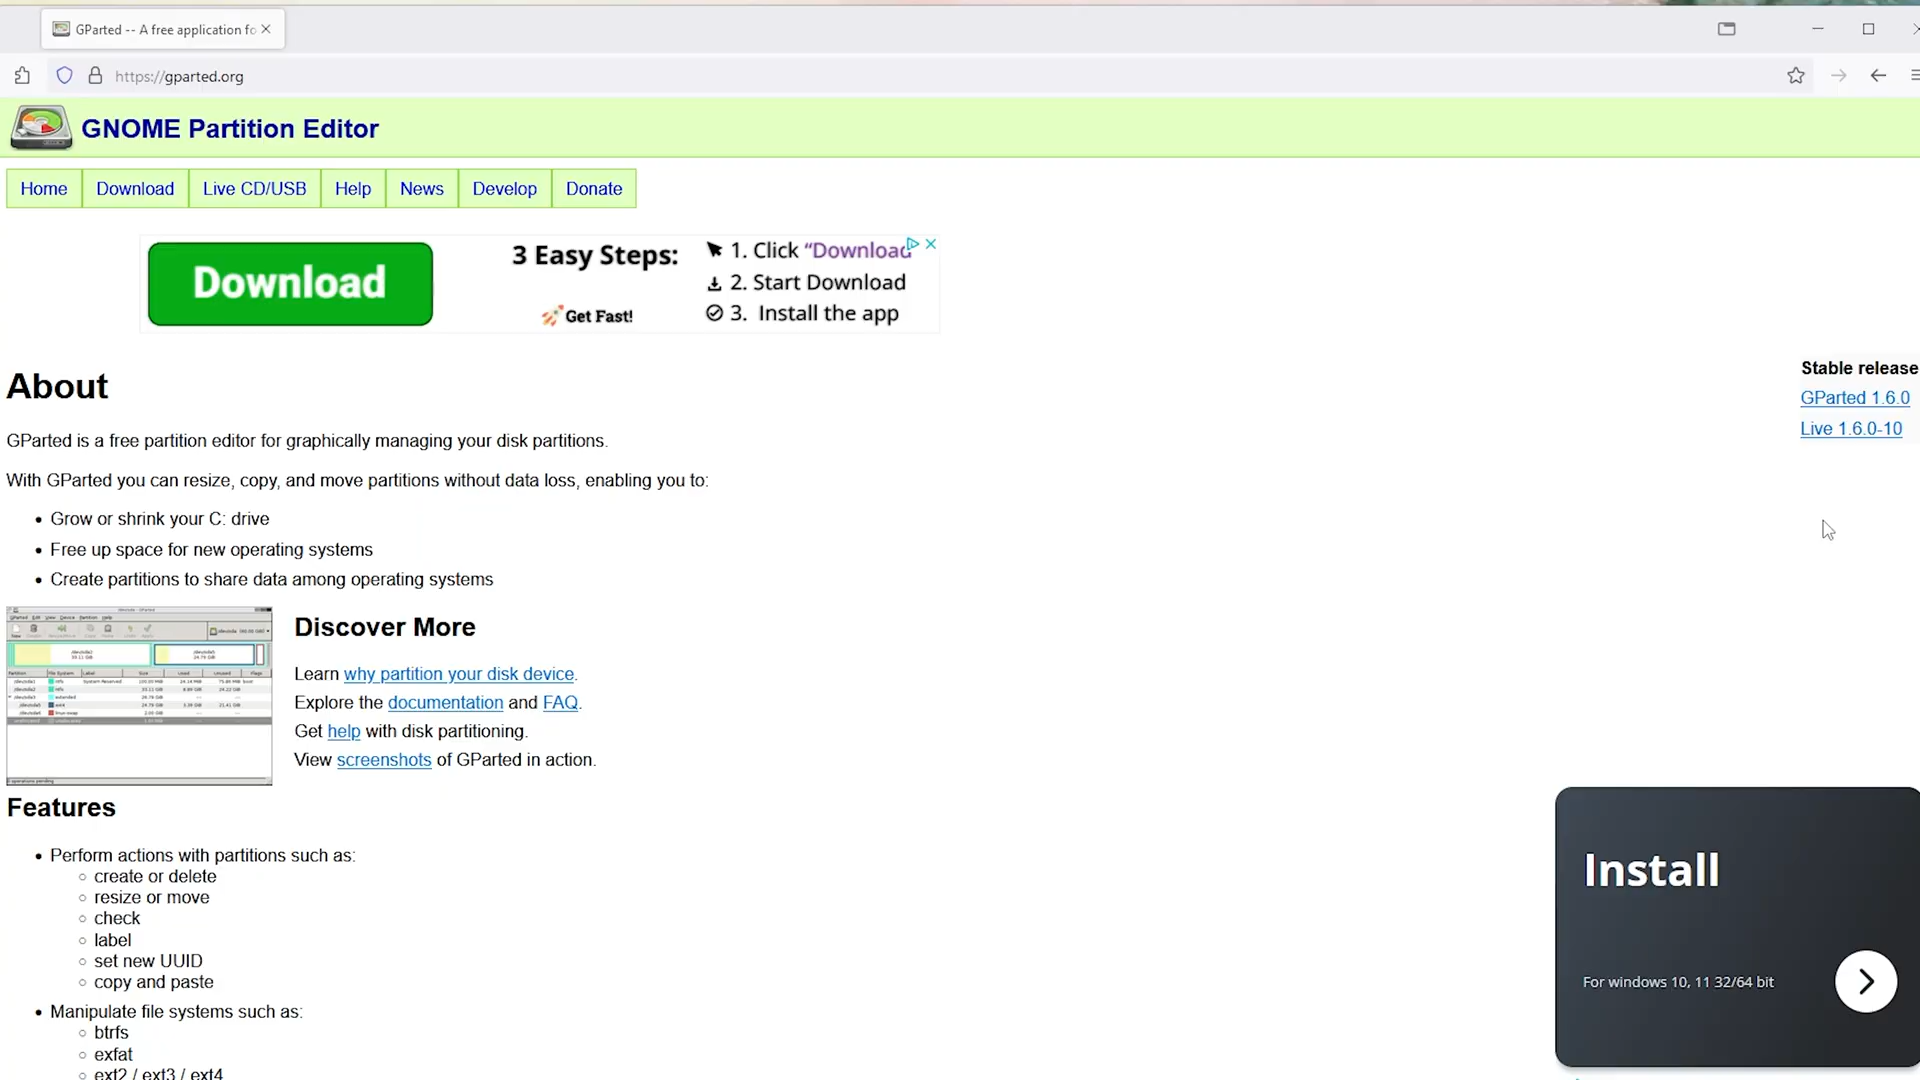 GParted -- A free application fo
https://gparted.org
GNOME Partition Editor
Home Download Live CD/USB Help News Develop Donate
Download
3 Easy Steps:
Get Fast!
1. Click "Download
2. Start Download
3. Install the app
About
GParted is a free partition editor for graphically managing your disk partitions.
With GParted you can resize, copy, and move partitions without data loss, enabling you to:
Grow or shrink your C: drive
Free up space for new operating systems
Create partitions to share data among operating systems
Stable release
GParted 1.6.0
Live 1.6.0-10
Discover More
Learn why partition your disk device.
Explore the documentation and FAQ.
Get help with disk partitioning.
View screenshots of GParted in action.
Features
Perform actions with partitions such as:
create or delete
resize or move
check
label
set new UUID
copy and paste
Manipulate file systems such as:
btrfs
exfat
ext2 / ext3 / ext4
Install
For windows 10, 11 32/64 bit